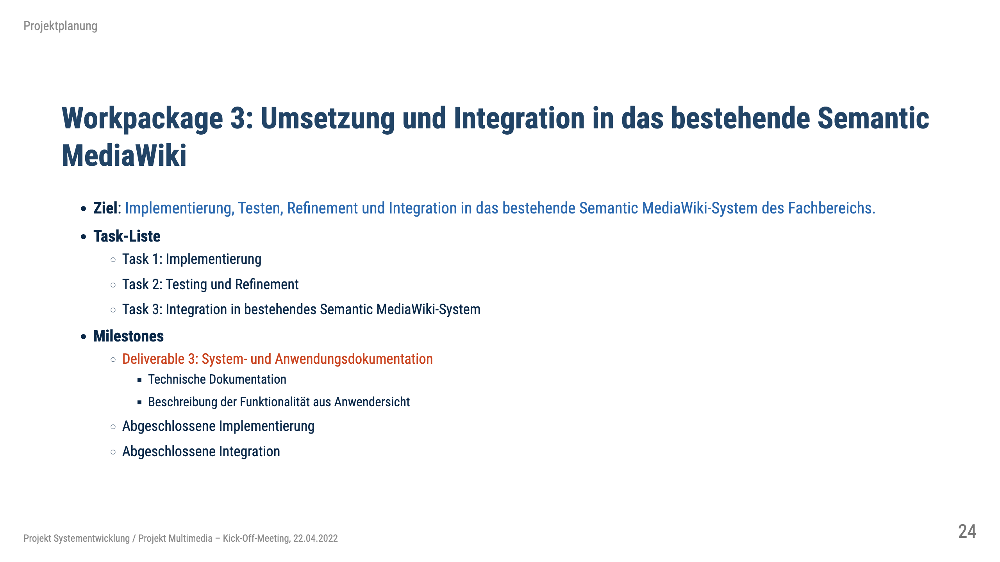 Projektplanung
Workpackage 3: Umsetzung und Integration in das bestehende Semantic
MediaWiki
• Ziel: Implementierung, Testen, Refinement und Integration in das bestehende Semantic MediaWiki-System des Fachbereichs.
• Task-Liste
◦ Task 1: Implementierung
◦ Task 2: Testing und Refinement
◦ Task 3: Integration in bestehendes Semantic MediaWiki-System
• Milestones
◦ Deliverable 3: System- und Anwendungsdokumentation
▪ Technische Dokumentation
▪ Beschreibung der Funktionalität aus Anwendersicht
◦ Abgeschlossene Implementierung
◦ Abgeschlossene Integration
Projekt Systementwicklung / Projekt Multimedia – Kick-Off-Meeting, 22.04.2022
24